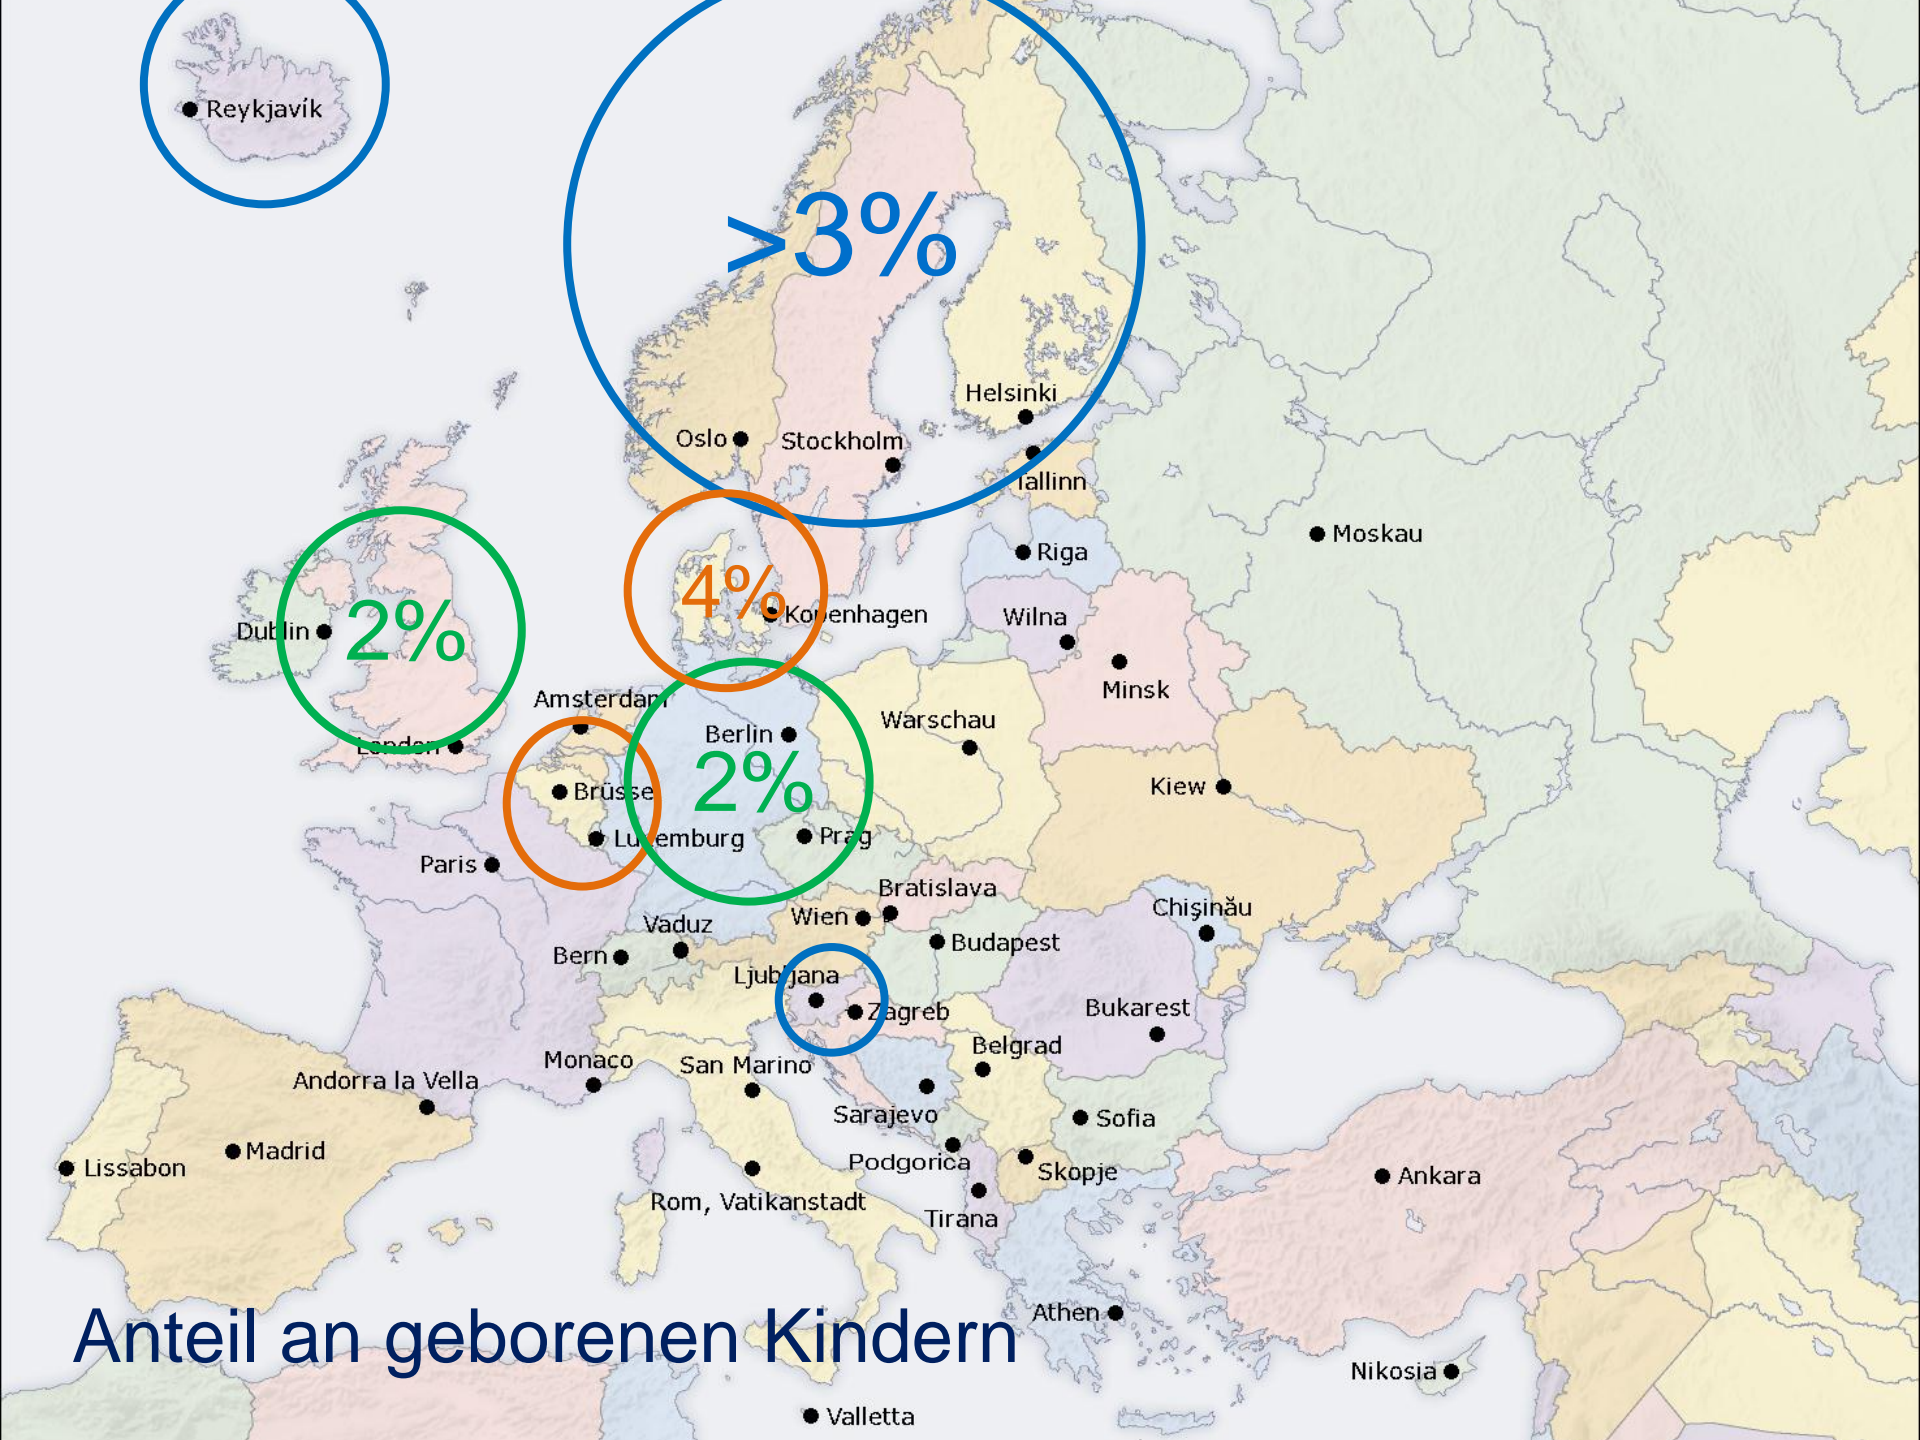 Reykjavík
>3%
Helsinki
Oslo
Stockholm
Tallinn
Moskau
Riga
4%
Kopenhagen
Wilna
Dublin
2%
Minsk
Amsterdam
Warschau
Berlin
London
2%
Kiew
Brüssel
Luxemburg
Prag
Paris
Bratislava
Chişinău
Wien
Vaduz
Budapest
Bern
Ljubljana
Bukarest
Zagreb
Belgrad
Monaco
San Marino
Andorra la Vella
Sarajevo
Sofia
Madrid
Podgorica
Lissabon
Skopje
Ankara
Rom, Vatikanstadt
Tirana
Athen
Anteil an geborenen Kindern
Nikosia
Valletta